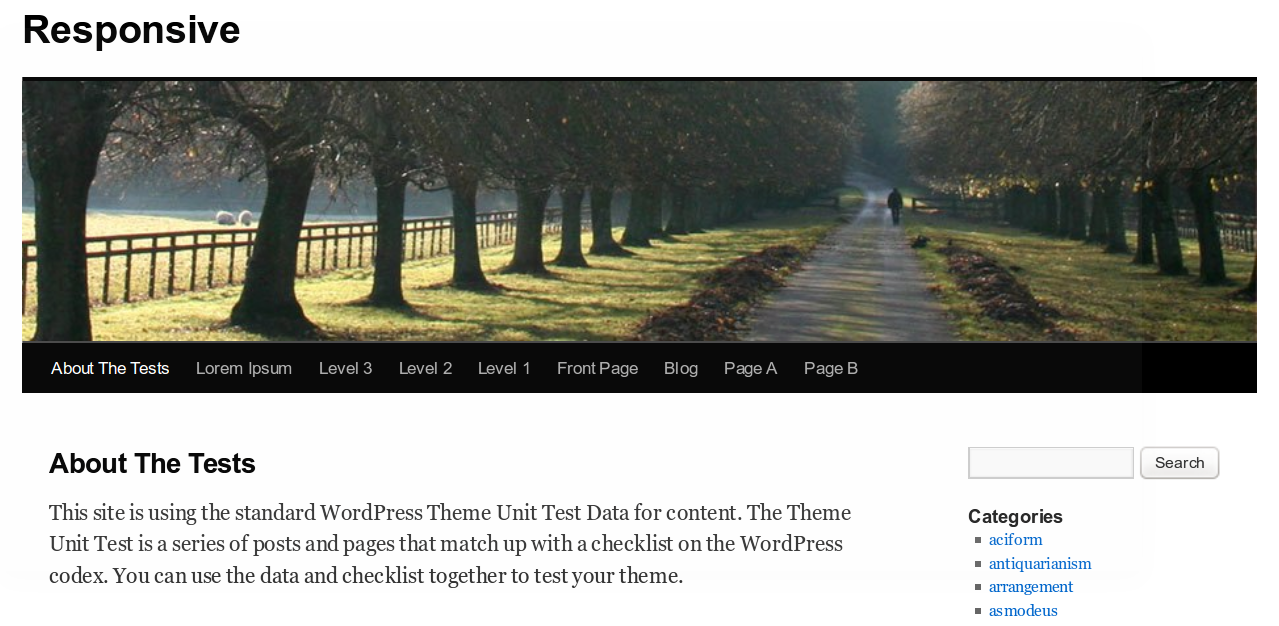 Responsive
About The Tests Lorem Ipsum Level 3 Level 2 Level 1 Front Page Blog Page A Page B
About The Tests
This site is using the standard WordPress Theme Unit Test Data for content. The Theme
Unit Test is a series of posts and pages that match up with a checklist on the WordPress
codex. You can use the data and checklist together to test your theme.
Search
Categories
aciform
antiquarianism
arrangement
asmodeus